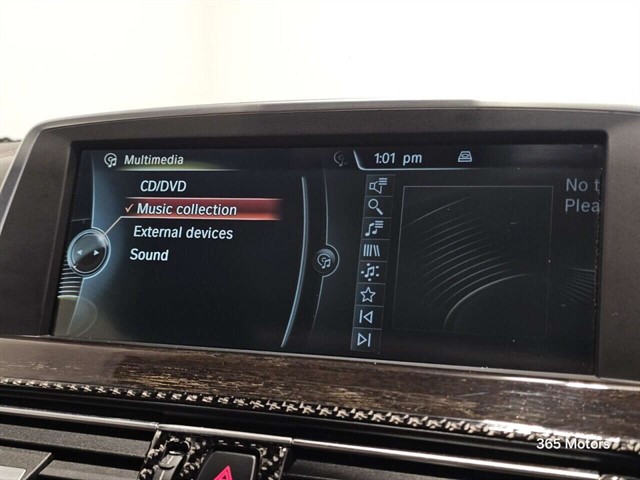 Multimedia
1:01 pm
CD/DVD
✓ Music collection
External devices
Sound
No t
Plea
365 Motors